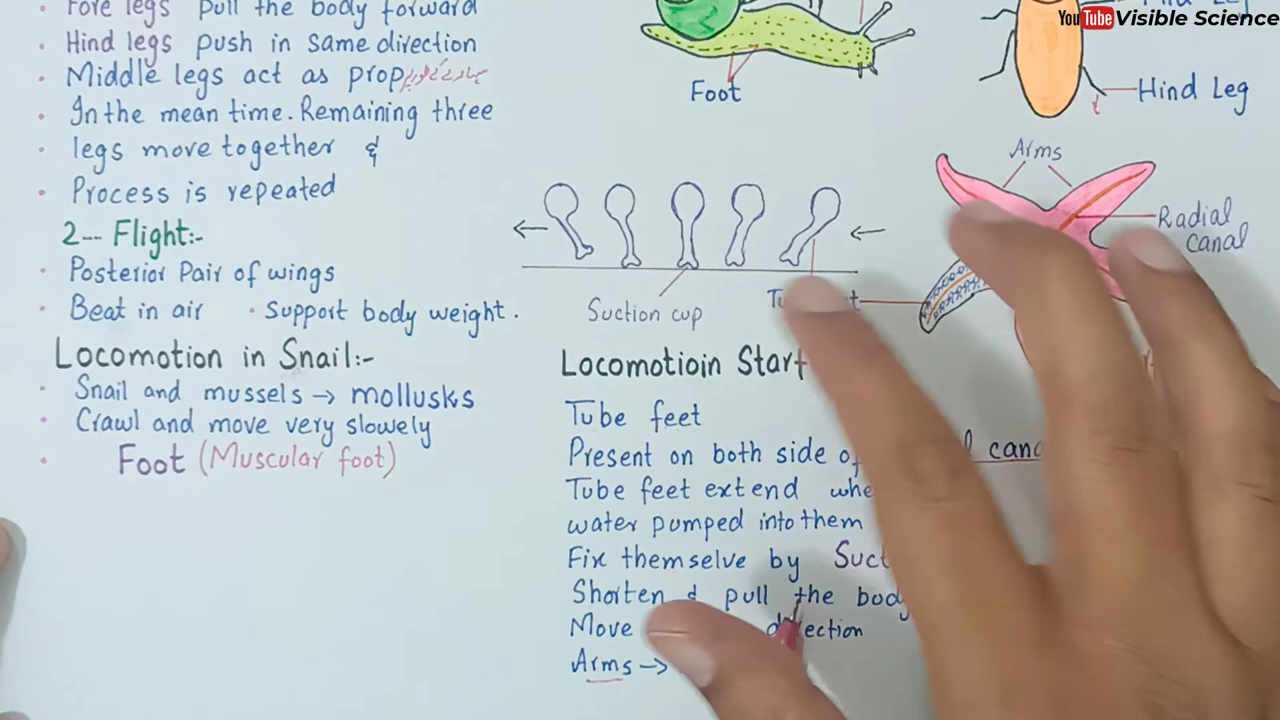 Fore legs pull the body forward
Hind legs push in same direction
Middle legs act as prop
In the mean time. Remaining three
legs move together &
Process is repeated
2-- Flight:-
Posterior Pair of wings
Beat in air • Support body weight.
Locomotion in Snail:-
Snail and mussels → mollusks
Crawl and move very slowely
Foot (Muscular foot)
YouTube Visible Science
Foot
Hind Leg
Arms
Radial
canal
Suction cup
Locomotioin Start
Tube feet
Present on both side of
Tube feet extend
water pumped into them
Fix themselve by
Shorten & pull the
Move
Arms →